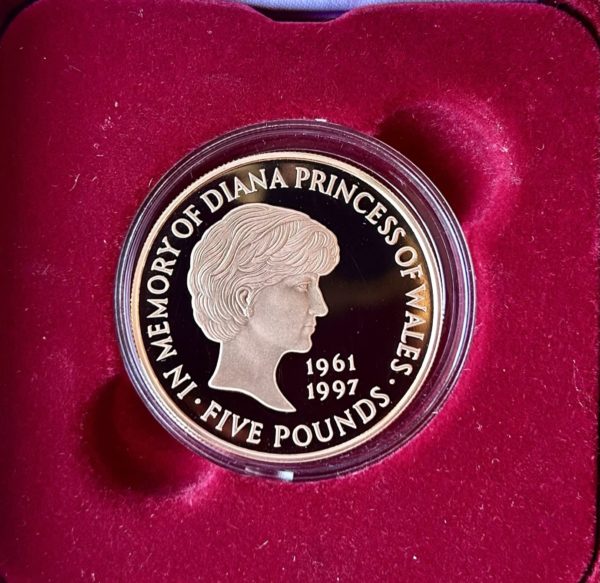 IN MEMORY OF DIANA PRINCESS OF WALES
1961
1997
· FIVE POUNDS ·